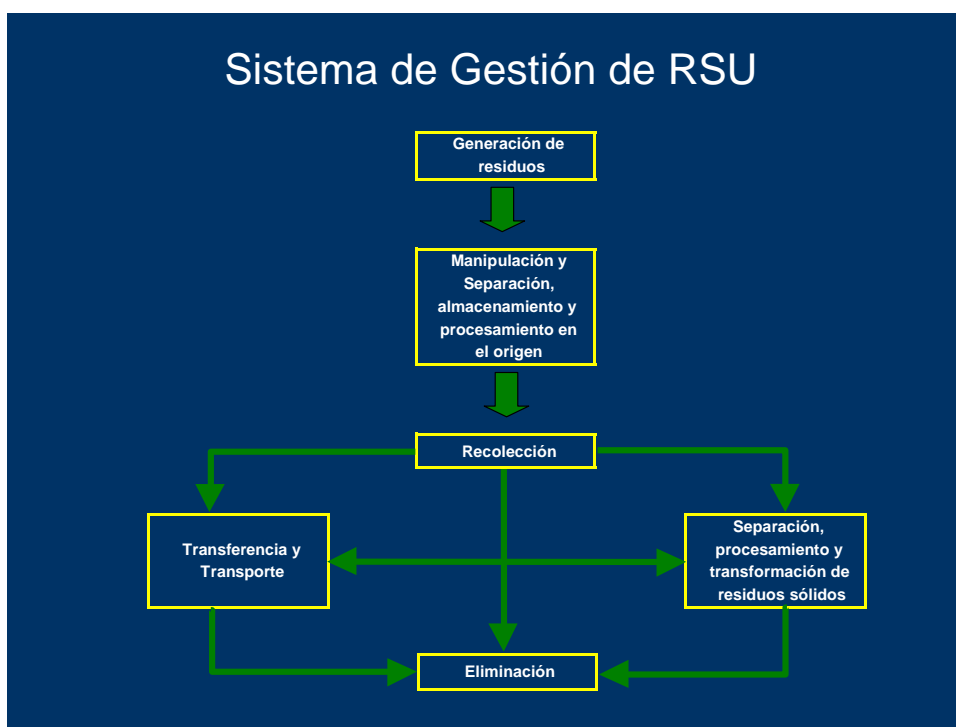 Sistema de Gestión de RSU
Generación de
residuos
Manipulación y
Separación,
almacenamiento y
procesamiento en
el origen
Recolección
Transferencia y
Transporte
Separación,
procesamiento y
transformación de
residuos sólidos
Eliminación